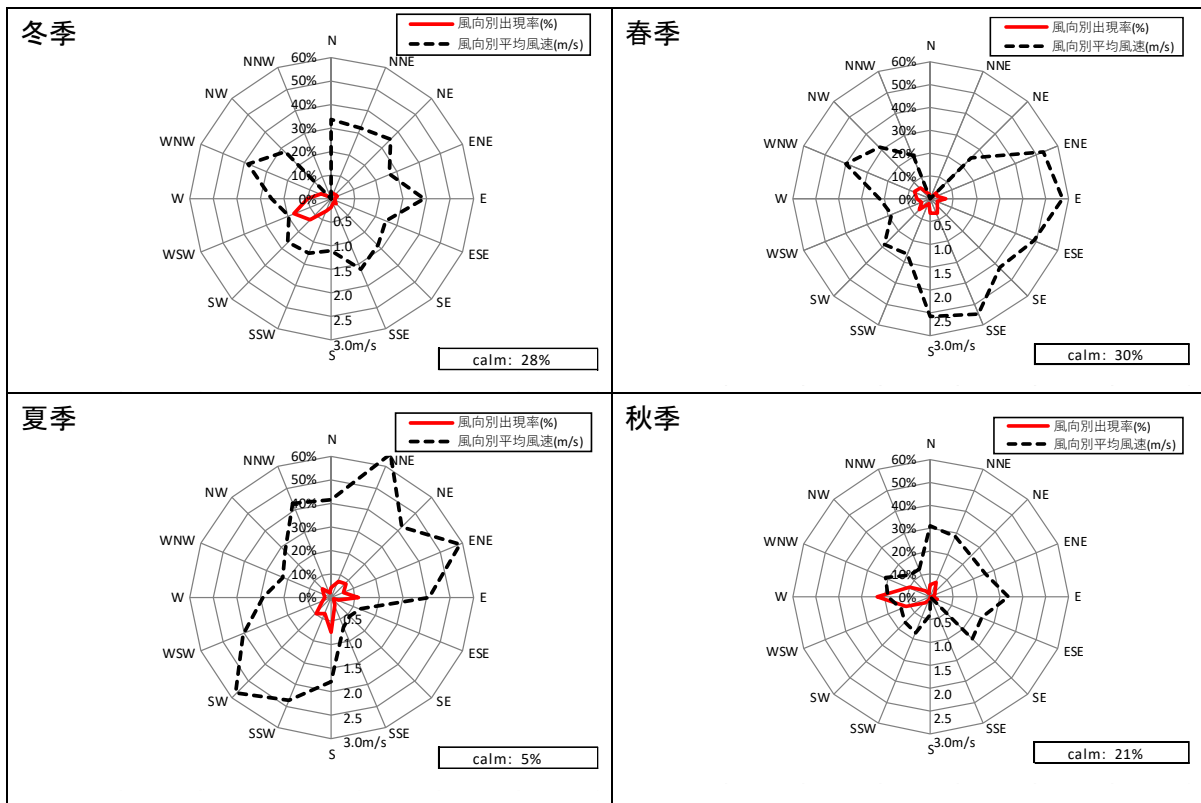 冬季
風向別出現率(%)
風向別平均風速(m/s)
N
NNE
NE
ENE
E
ESE
SE
SSE
S
SSW
SW
WSW
W
WNW
NW
NNW
60%
50%
40%
30%
20%
10%
0%
0.5
1.0
1.5
2.0
2.5
3.0m/s
calm: 28%
春季
風向別出現率(%)
風向別平均風速(m/s)
N
NNE
NE
ENE
E
ESE
SE
SSE
S
SSW
SW
WSW
W
WNW
NW
NNW
60%
50%
40%
30%
20%
10%
0%
0.5
1.0
1.5
2.0
2.5
3.0m/s
calm: 30%
夏季
風向別出現率(%)
風向別平均風速(m/s)
N
NNE
NE
ENE
E
ESE
SE
SSE
S
SSW
SW
WSW
W
WNW
NW
NNW
60%
50%
40%
30%
20%
10%
0%
0.5
1.0
1.5
2.0
2.5
3.0m/s
calm: 5%
秋季
風向別出現率(%)
風向別平均風速(m/s)
N
NNE
NE
ENE
E
ESE
SE
SSE
S
SSW
SW
WSW
W
WNW
NW
NNW
60%
50%
40%
30%
20%
10%
0%
0.5
1.0
1.5
2.0
2.5
3.0m/s
calm: 21%